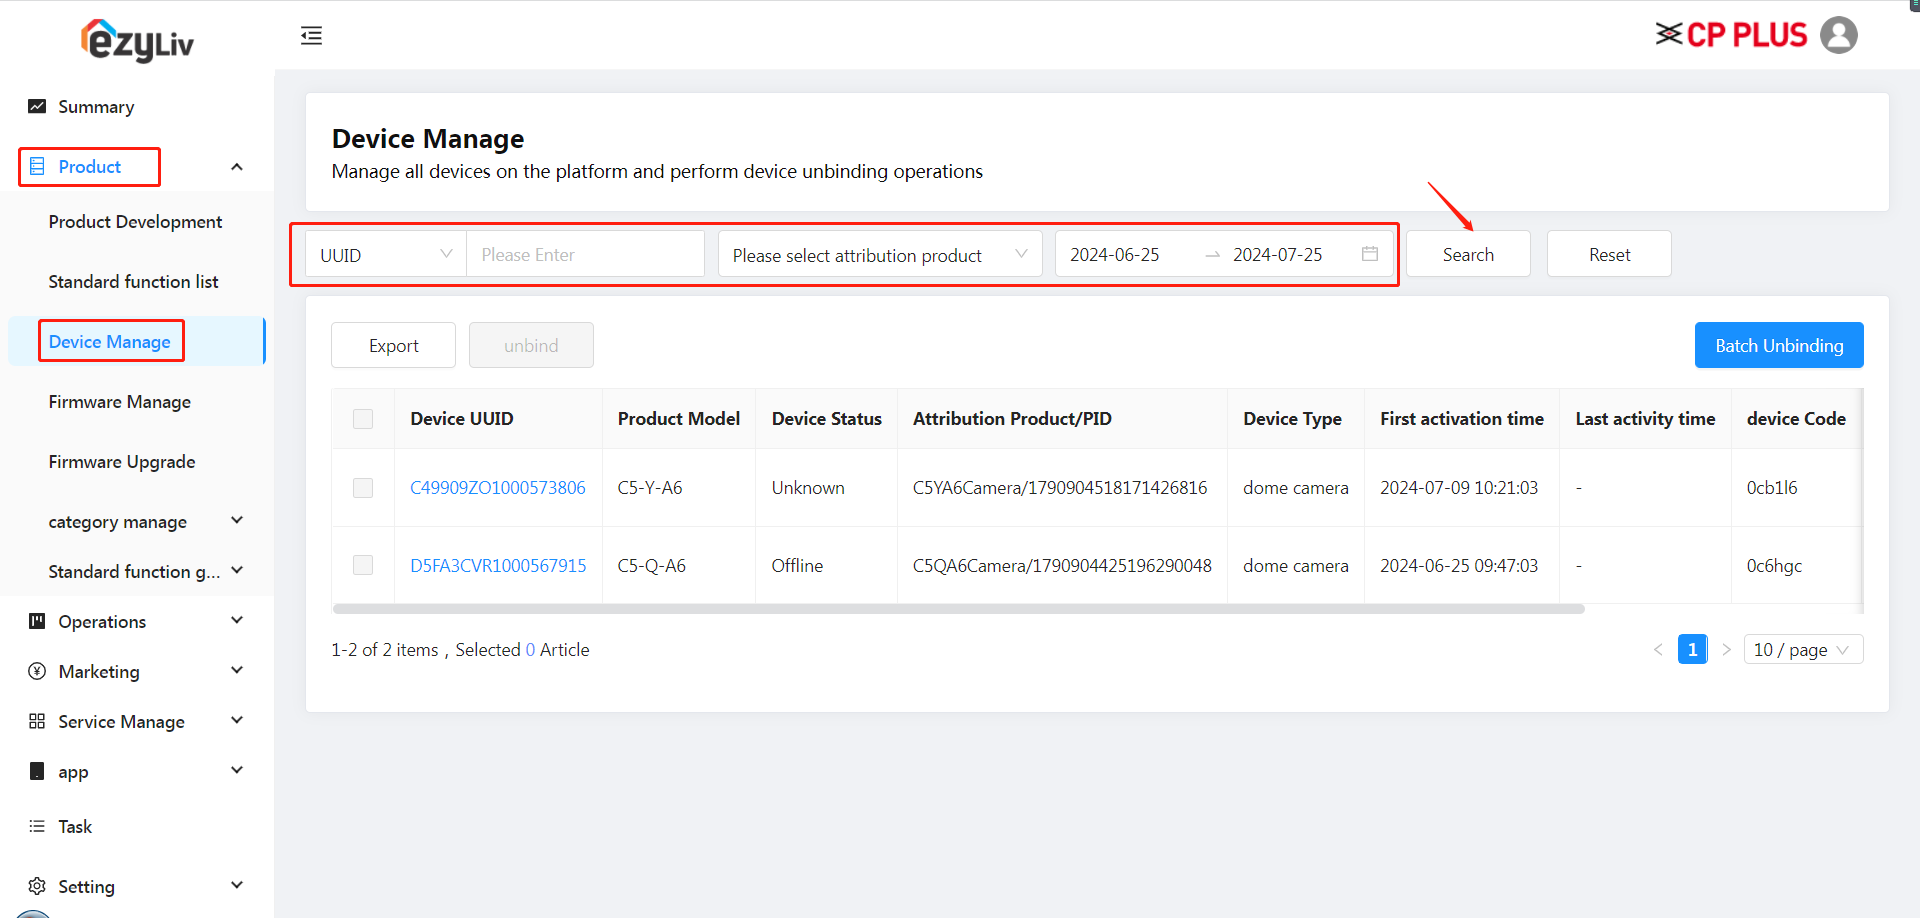 ezyLiv
CP PLUS
Summary
Product
Product Development
Standard function list
Device Manage
Firmware Manage
Firmware Upgrade
category manage
Standard function g...
Operations
Marketing
Service Manage
app
Task
Setting
Device Manage
Manage all devices on the platform and perform device unbinding operations
UUID Please Enter Please select attribution product 2024-06-25 → 2024-07-25 Search Reset
Export unbind Batch Unbinding
Device UUID Product Model Device Status Attribution Product/PID Device Type First activation time Last activity time device Code
C49909ZO1000573806 C5-Y-A6 Unknown C5YA6Camera/1790904518171426816 dome camera 2024-07-09 10:21:03 - 0cb1l6
D5FA3CVR1000567915 C5-Q-A6 Offline C5QA6Camera/1790904425196290048 dome camera 2024-06-25 09:47:03 - 0c6hgc
1-2 of 2 items , Selected 0 Article < 1 > 10 / page